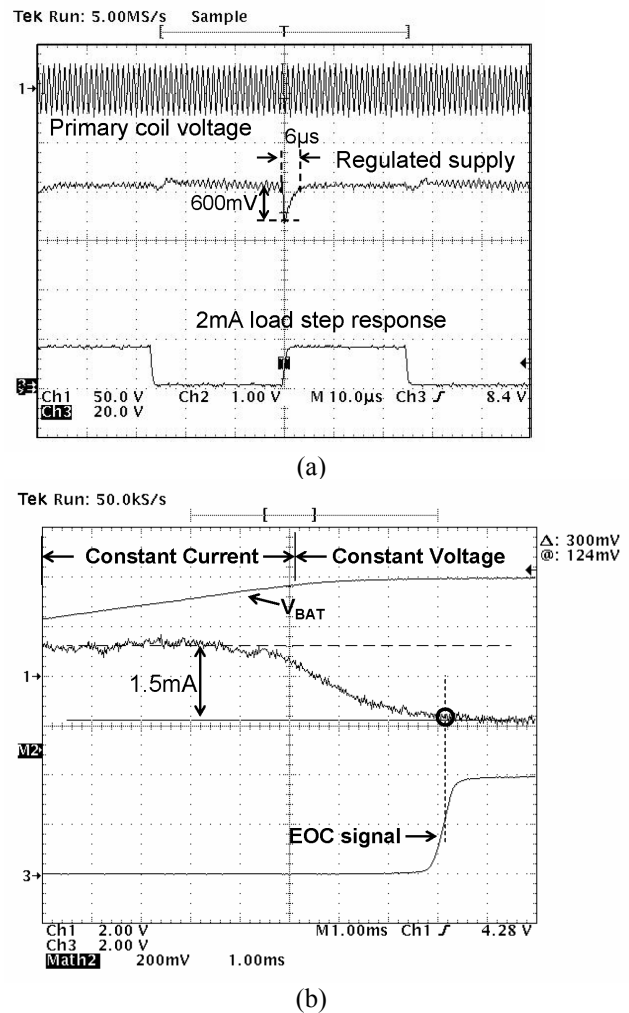 Tek Run: 5.00MS/s Sample
[ T ]
1
Primary coil voltage
6µs
Regulated supply
600mV
2mA load step response
Ch1 50.0 V Ch2 1.00 V M 10.0µs Ch3 8.4 V
Ch3 20.0 V
(a)
Tek Run: 50.0kS/s
[ ]
Δ: 300mV
@: 124mV
Constant Current Constant Voltage
VBAT
1
1.5mA
M2
EOC signal
3
Ch1 2.00 V M 1.00ms Ch1 4.28 V
Ch3 2.00 V
Math2 200mV 1.00ms
(b)